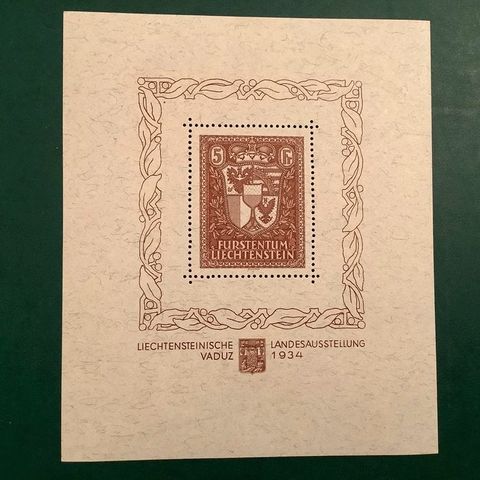 5 Fr
FÜRSTENTUM
LIECHTENSTEIN
LIECHTENSTEINISCHE LANDESAUSSTELLUNG
VADUZ 1934